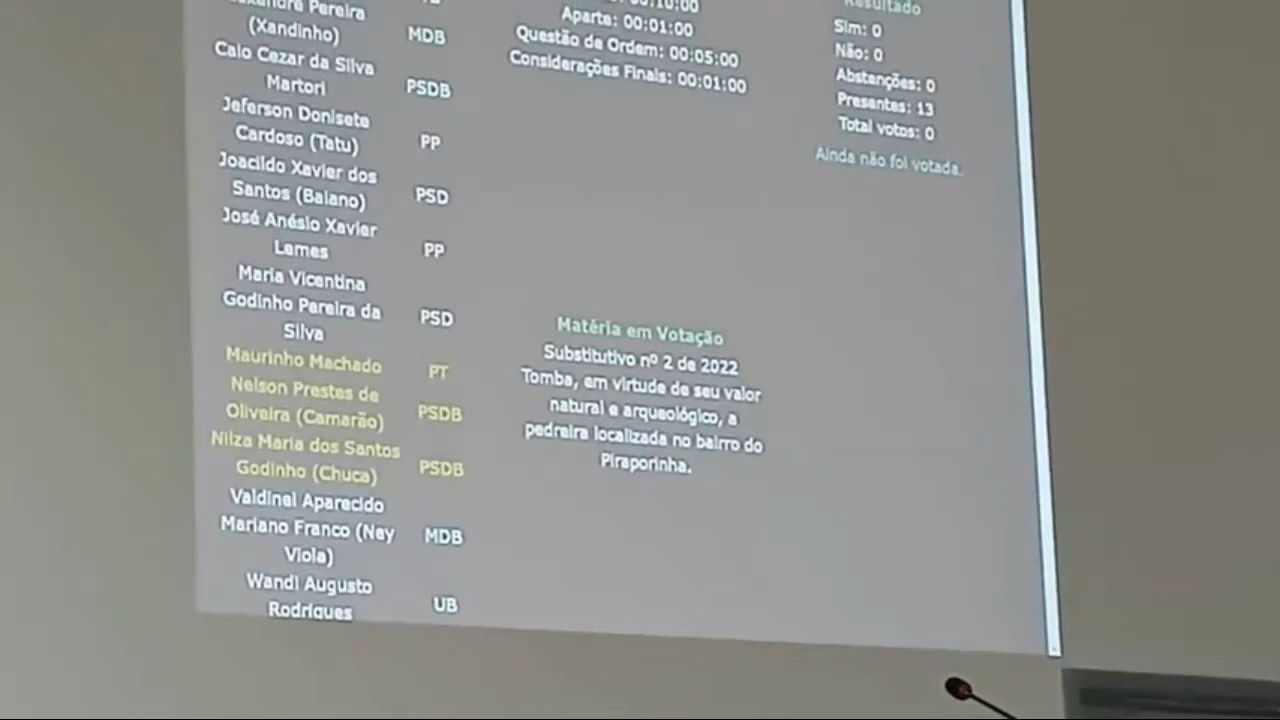 Pereira
(Xandinho)
MDB
Caio Cezar da Silva
Martori
PSDB
Jeferson Donisete
Cardoso (Tatu)
PP
Joacildo Xavier dos
Santos (Baiano)
PSD
José Anésio Xavier
Lemes
PP
Maria Vicentina
Godinho Pereira da
Silva
PSD
Maurinho Machado
PT
Nelson Prestes de
Oliveira (Camarão)
PSDB
Nilza Maria dos Santos
Godinho (Chuca)
PSDB
Valdinei Aparecido
Mariano Franco (Ney
Viola)
MDB
Wandi Augusto
Rodrigues
UB
Aparte: 00:01:00
Questão de Ordem: 00:05:00
Considerações Finais: 00:01:00
Matéria em Votação
Substitutivo nº 2 de 2022
Tomba, em virtude de seu valor
natural e arqueológico, a
pedreira localizada no bairro do
Piraporinha.
Resultado
Sim: 0
Não: 0
Abstenções: 0
Presentes: 13
Total votos: 0
Ainda não foi votada.